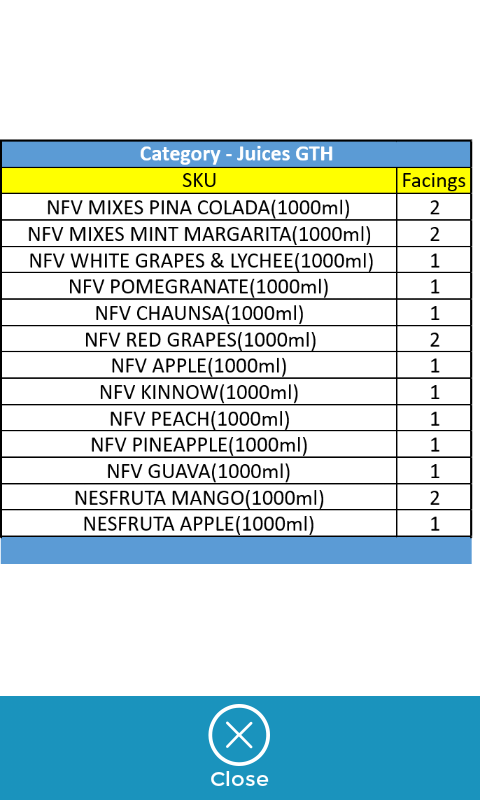 Category - Juices GTH
SKU Facings
NFV MIXES PINA COLADA(1000ml) 2
NFV MIXES MINT MARGARITA(1000ml) 2
NFV WHITE GRAPES & LYCHEE(1000ml) 1
NFV POMEGRANATE(1000ml) 1
NFV CHAUNSA(1000ml) 1
NFV RED GRAPES(1000ml) 2
NFV APPLE(1000ml) 1
NFV KINNOW(1000ml) 1
NFV PEACH(1000ml) 1
NFV PINEAPPLE(1000ml) 1
NFV GUAVA(1000ml) 1
NESFRUTA MANGO(1000ml) 2
NESFRUTA APPLE(1000ml) 1
Close